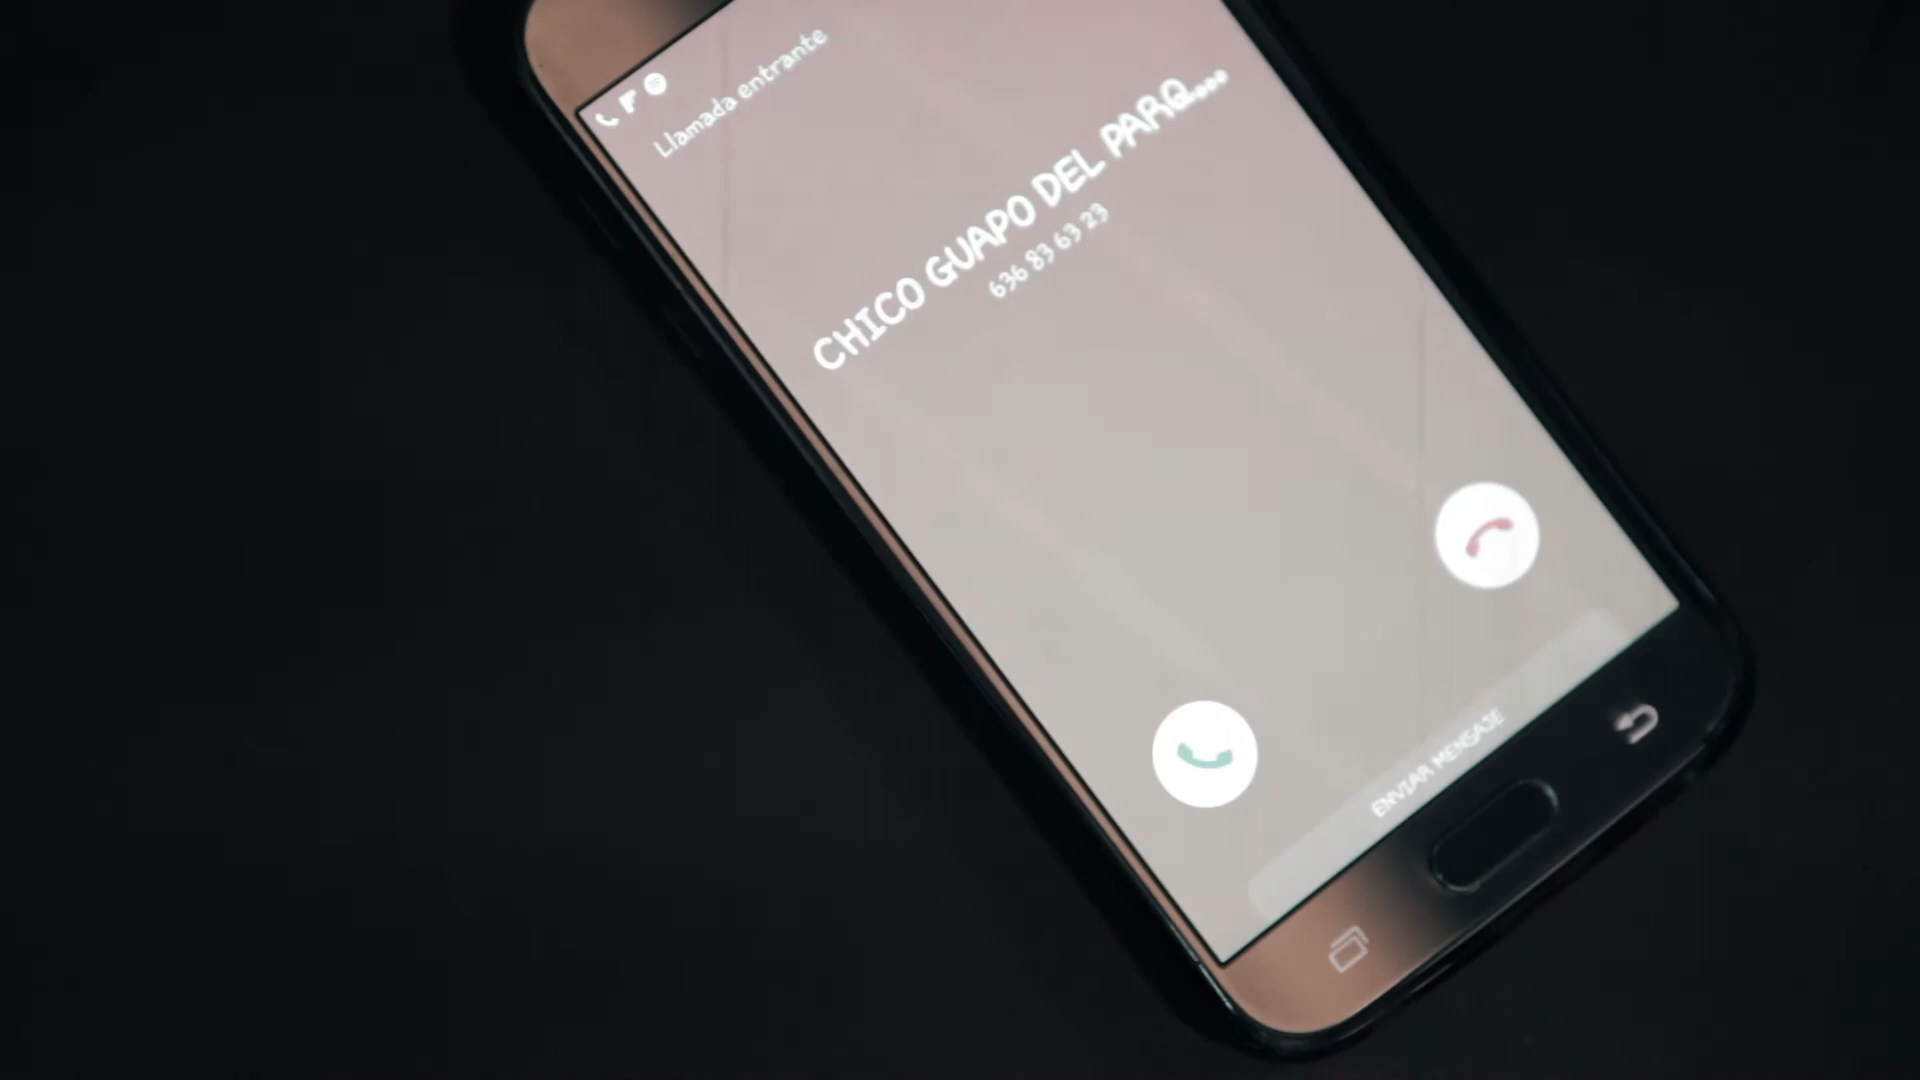 Llamada entrante
CHICO GUAPO DEL PARQ...
636 83 63 23
ENVIAR MENSAJE